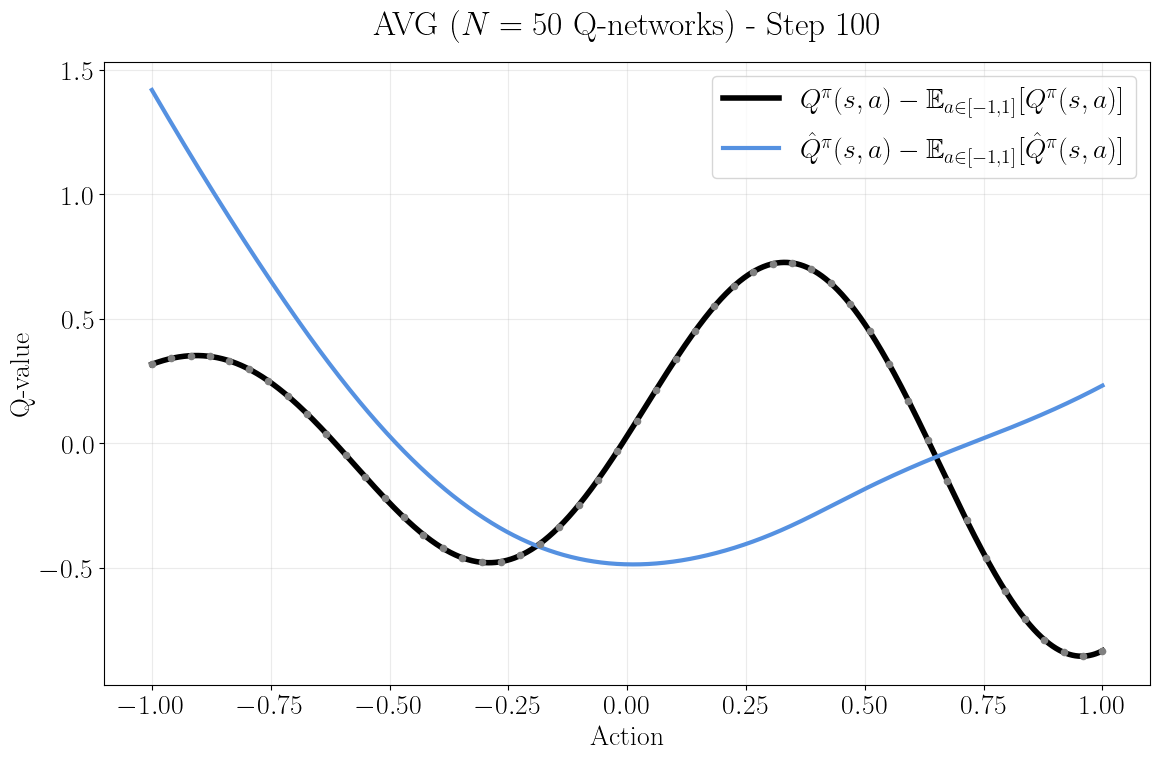 AVG (N = 50 Q-networks) - Step 100
Q^π(s, a) − 𝔼_{a∈[−1,1]}[Q^π(s, a)]
Q̂^π(s, a) − 𝔼_{a∈[−1,1]}[Q̂^π(s, a)]
Q-value
1.5
1.0
0.5
0.0
−0.5
−1.00 −0.75 −0.50 −0.25 0.00 0.25 0.50 0.75 1.00
Action